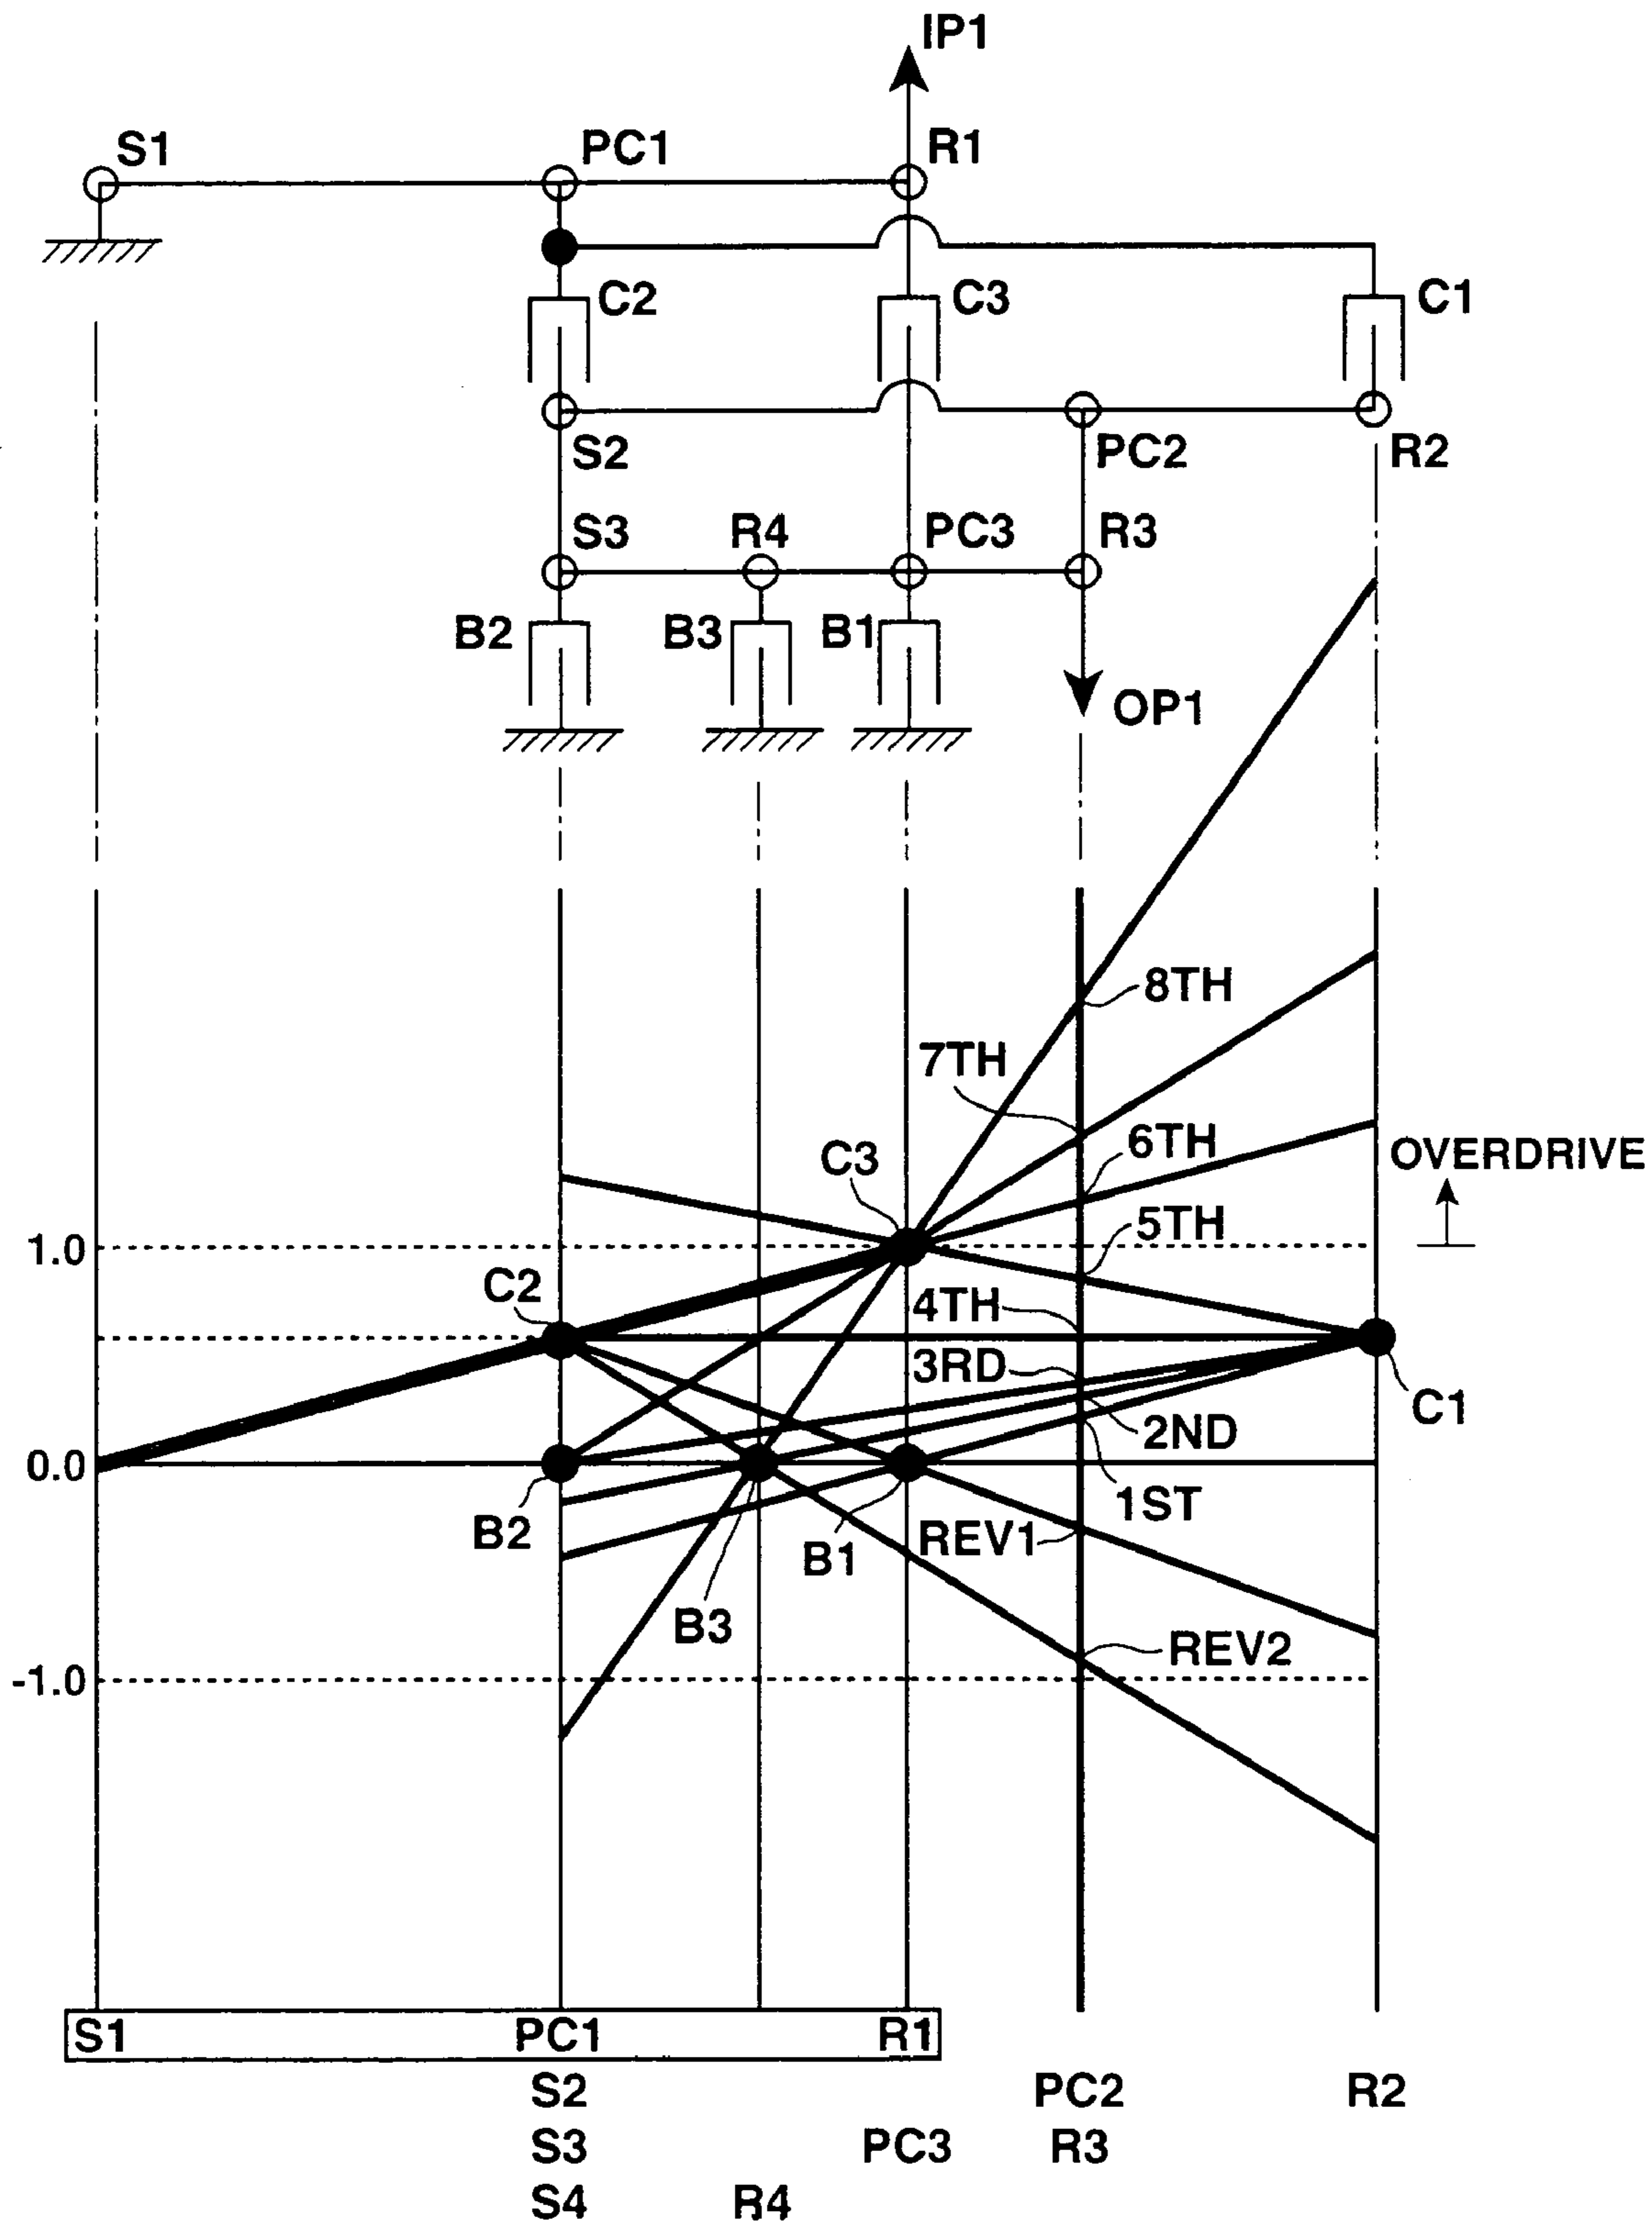 IP1
S1 PC1 R1
C2 C3 C1
S2 PC2 R2
S3 R4 PC3 R3
B2 B3 B1
OP1
8TH
7TH
6TH
C3 OVERDRIVE
5TH
1.0
C2 4TH
3RD
C1
2ND
0.0
1ST
B2 REV1
B1
B3
REV2
-1.0
S1 PC1 R1
S2 PC2 R2
S3 PC3 R3
S4 R4